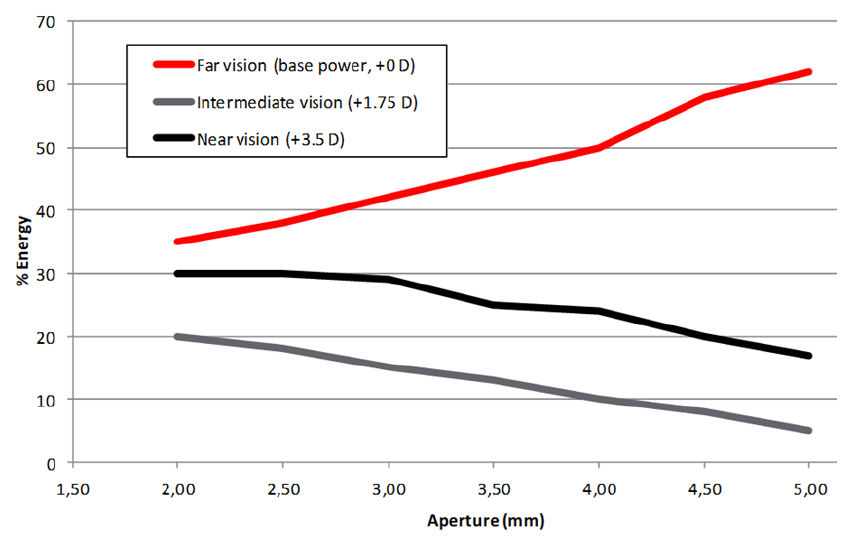 70
60
50
40
30
20
10
0
% Energy
Far vision (base power, +0 D)
Intermediate vision (+1.75 D)
Near vision (+3.5 D)
1,50 2,00 2,50 3,00 3,50 4,00 4,50 5,00
Aperture (mm)